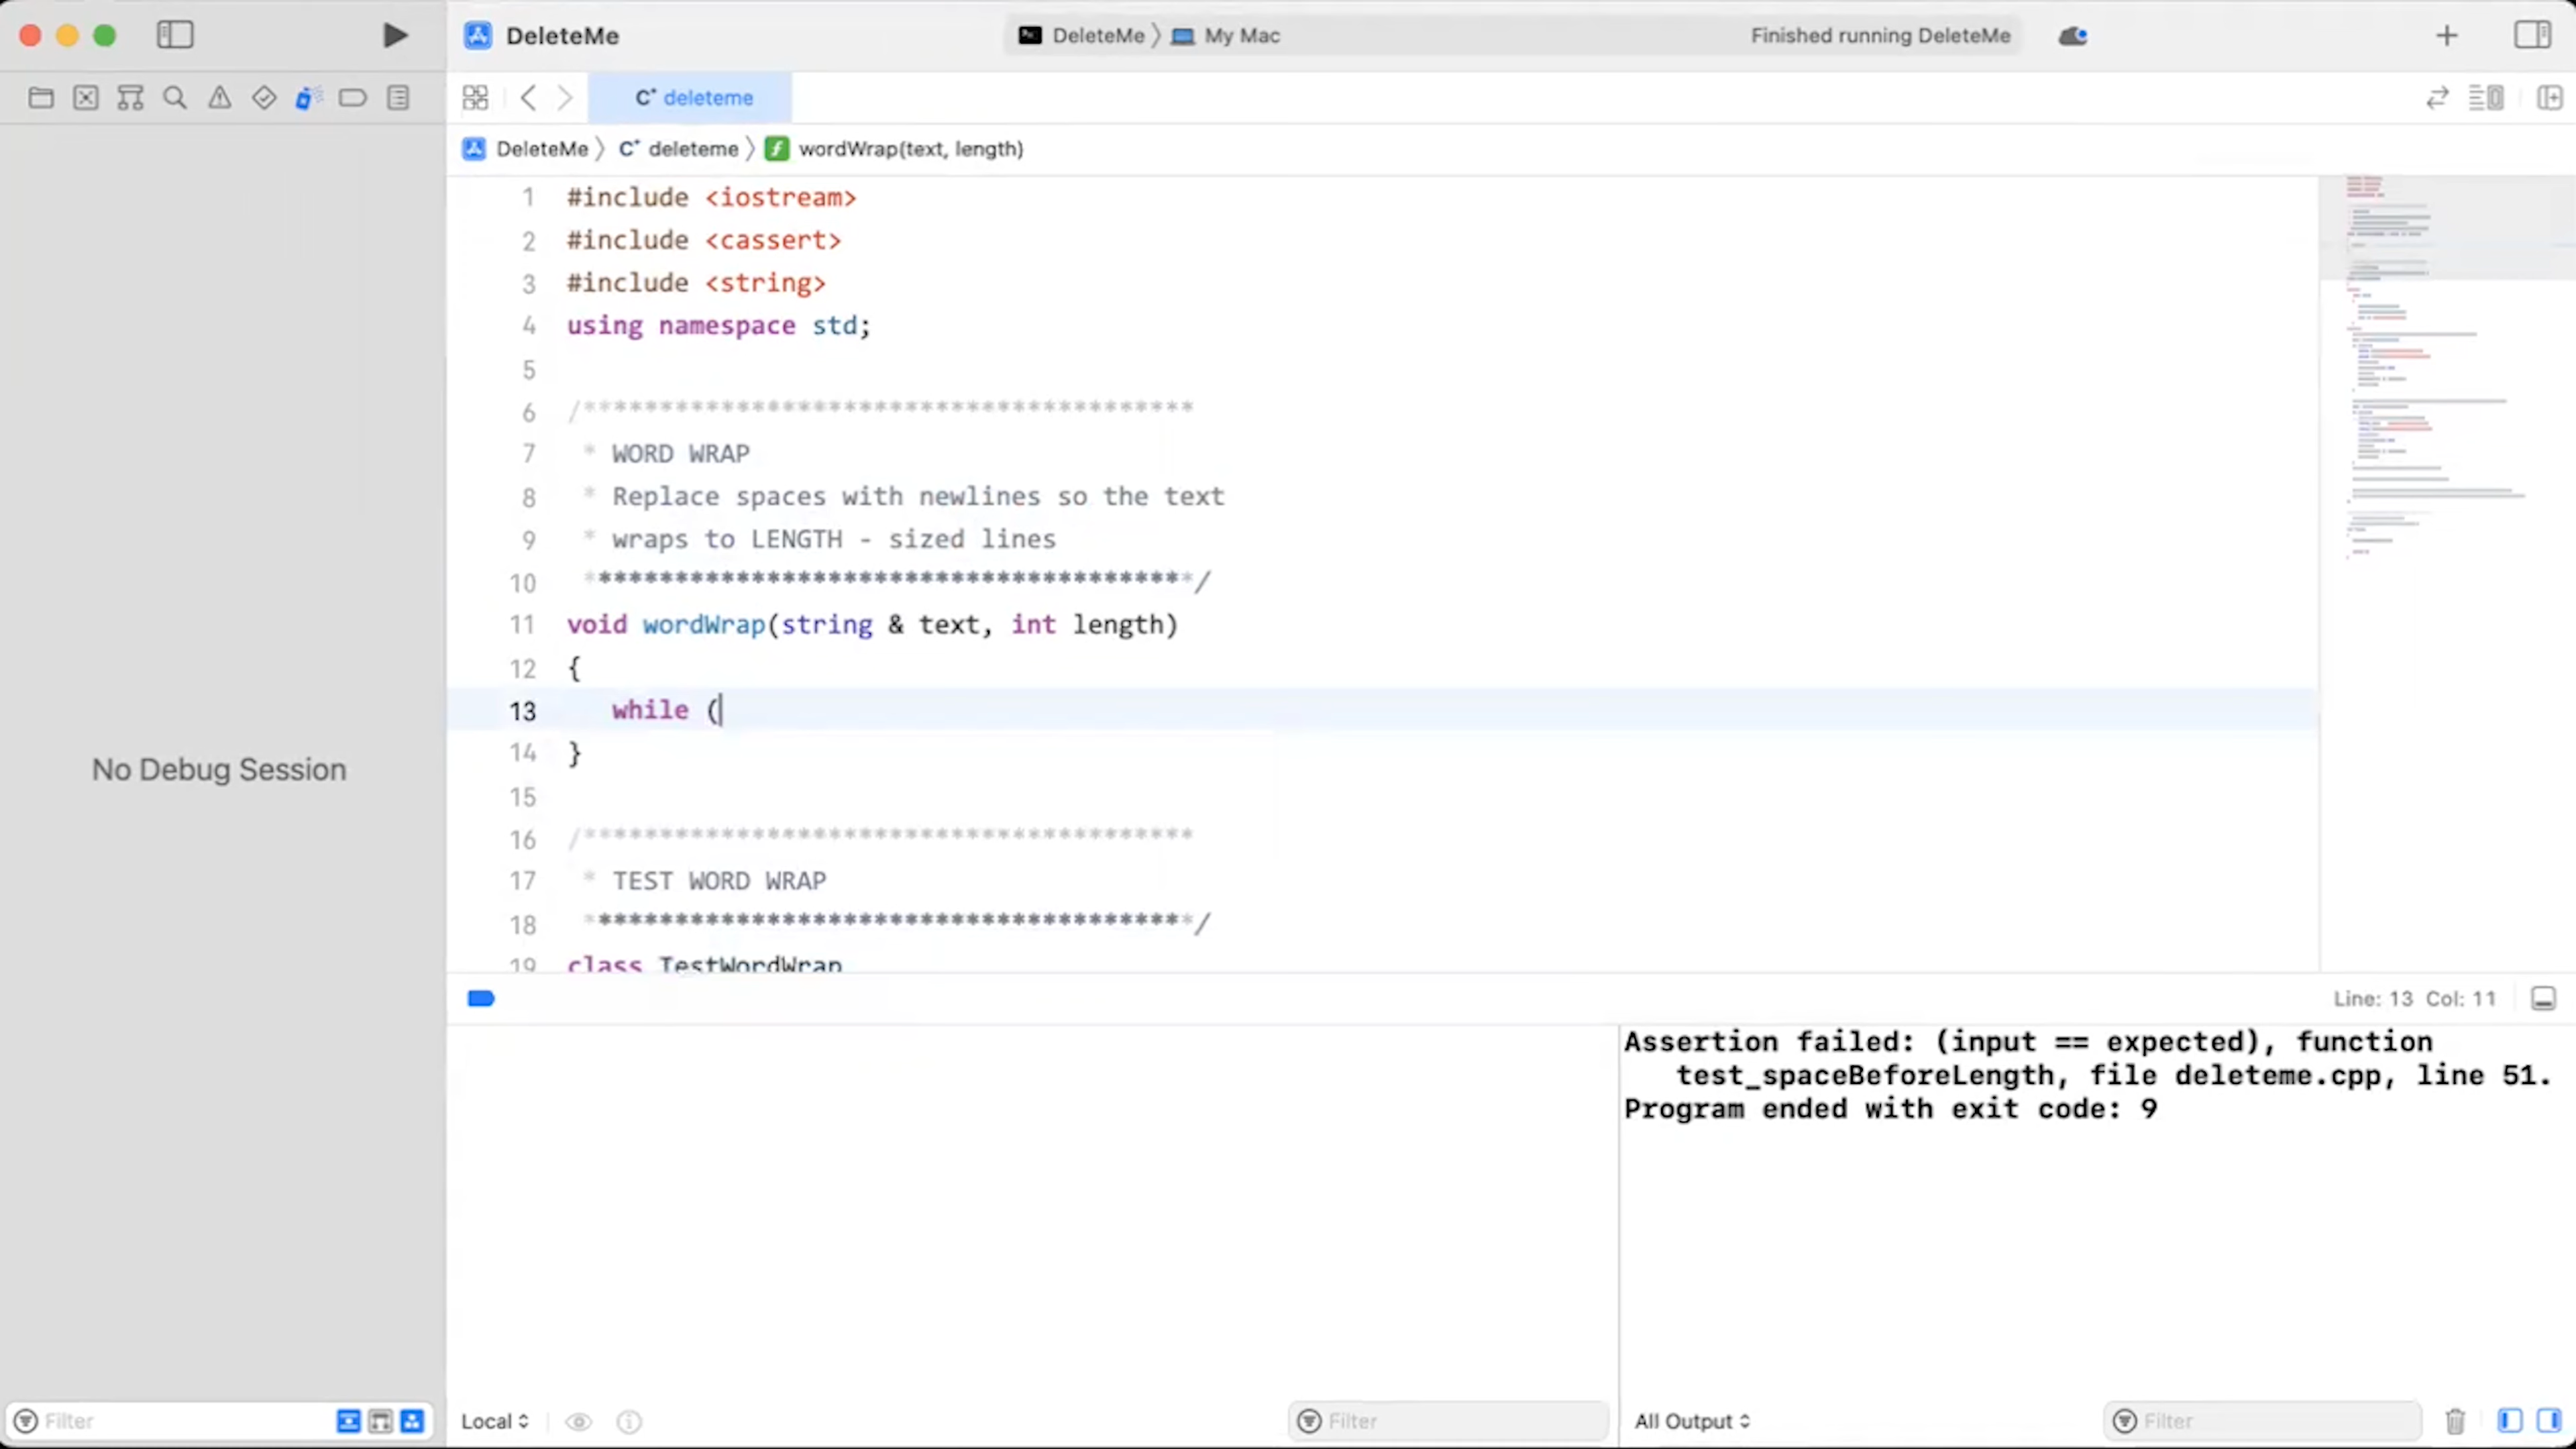 DeleteMe
DeleteMe 〉 My Mac
Finished running DeleteMe
C+ deleteme
DeleteMe 〉 C+ deleteme 〉 f wordWrap(text, length)
1 #include <iostream>
2 #include <cassert>
3 #include <string>
4 using namespace std;
5
6 /****************************************
7 * WORD WRAP
8 * Replace spaces with newlines so the text
9 * wraps to LENGTH - sized lines
10 ****************************************/
11 void wordWrap(string & text, int length)
12 {
13 while (
14 }
15
16 /****************************************
17 * TEST WORD WRAP
18 ****************************************/
19 class TestWordWrap
No Debug Session
Line: 13 Col: 11
Assertion failed: (input == expected), function
test_spaceBeforeLength, file deleteme.cpp, line 51.
Program ended with exit code: 9
Filter
Local
Filter
All Output
Filter